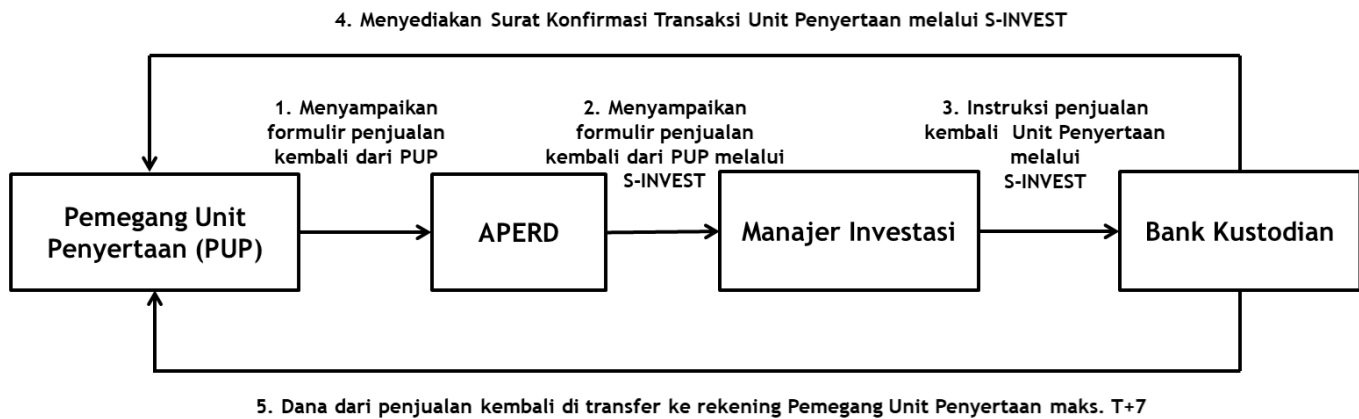 4. Menyediakan Surat Konfirmasi Transaksi Unit Penyertaan melalui S-INVEST
1. Menyampaikan
formulir penjualan
kembali dari PUP
2. Menyampaikan
formulir penjualan
kembali dari PUP melalui
S-INVEST
3. Instruksi penjualan
kembali Unit Penyertaan
melalui
S-INVEST
Pemegang Unit
Penyertaan (PUP)
APERD
Manajer Investasi
Bank Kustodian
5. Dana dari penjualan kembali di transfer ke rekening Pemegang Unit Penyertaan maks. T+7